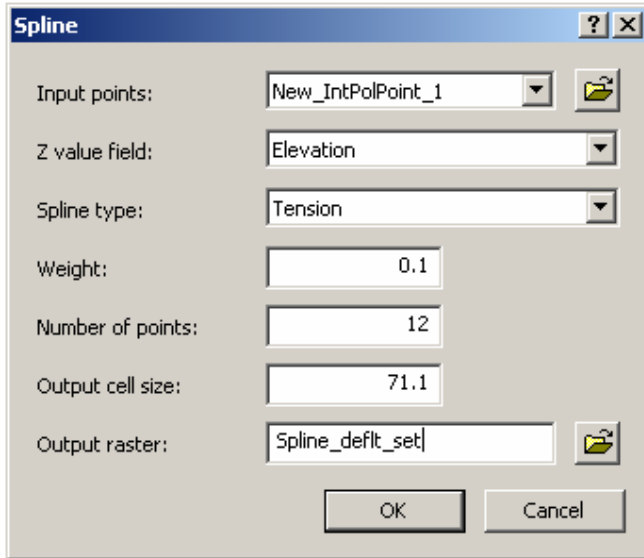 Spline
Input points: New_IntPolPoint_1
Z value field: Elevation
Spline type: Tension
Weight: 0.1
Number of points: 12
Output cell size: 71.1
Output raster: Spline_deflt_set
OK Cancel